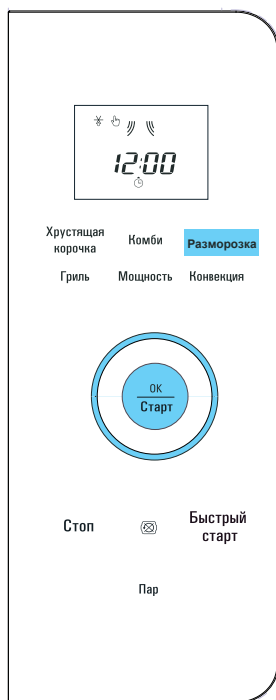 12:00
Хрустящая
корочка
Комби
Разморозка
Гриль
Мощность
Конвекция
OK
Старт
Стоп
Быстрый
старт
Пар